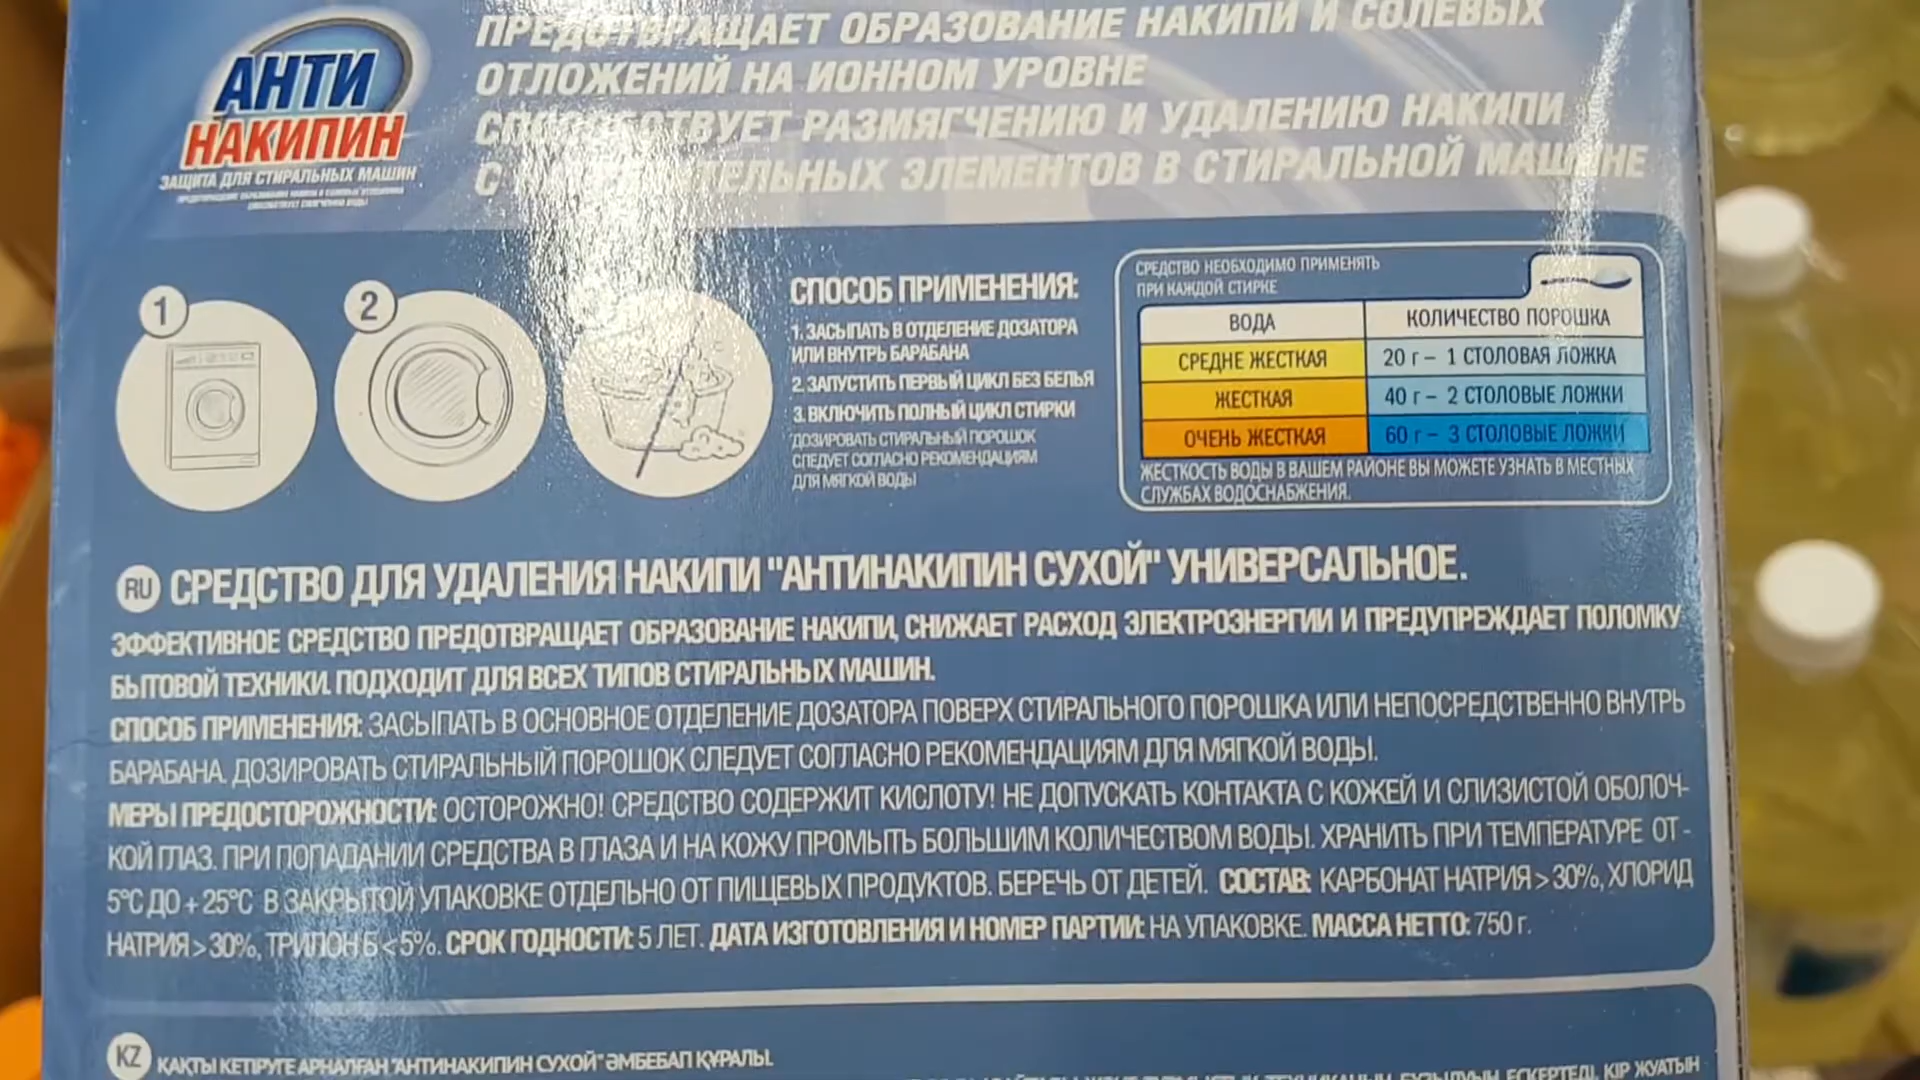 АНТИ
НАКИПИН
ЗАЩИТА ДЛЯ СТИРАЛЬНЫХ МАШИН
ПРЕДОТВРАЩАЕТ ОБРАЗОВАНИЕ НАКИПИ И СОЛЕВЫХ
ОТЛОЖЕНИЙ НА ИОННОМ УРОВНЕ
СПОСОБСТВУЕТ РАЗМЯГЧЕНИЮ И УДАЛЕНИЮ НАКИПИ
С ЭЛЕМЕНТОВ В СТИРАЛЬНОЙ МАШИНЕ
1
2
СПОСОБ ПРИМЕНЕНИЯ:
1. ЗАСЫПАТЬ В ОТДЕЛЕНИЕ ДОЗАТОРА
ИЛИ ВНУТРЬ БАРАБАНА
2. ЗАПУСТИТЬ ПЕРВЫЙ ЦИКЛ БЕЗ БЕЛЬЯ
3. ВКЛЮЧИТЬ ПОЛНЫЙ ЦИКЛ СТИРКИ
ДОЗИРОВАТЬ СТИРАЛЬНЫЙ ПОРОШОК
СЛЕДУЕТ СОГЛАСНО РЕКОМЕНДАЦИЯМ
ДЛЯ МЯГКОЙ ВОДЫ
СРЕДСТВО НЕОБХОДИМО ПРИМЕНЯТЬ
ПРИ КАЖДОЙ СТИРКЕ
ВОДА КОЛИЧЕСТВО ПОРОШКА
СРЕДНЕ ЖЕСТКАЯ 20 г – 1 СТОЛОВАЯ ЛОЖКА
ЖЕСТКАЯ 40 г – 2 СТОЛОВЫЕ ЛОЖКИ
ОЧЕНЬ ЖЕСТКАЯ 60 г – 3 СТОЛОВЫЕ ЛОЖКИ
ЖЕСТКОСТЬ ВОДЫ В ВАШЕМ РАЙОНЕ ВЫ МОЖЕТЕ УЗНАТЬ В МЕСТНЫХ
СЛУЖБАХ ВОДОСНАБЖЕНИЯ.
RU СРЕДСТВО ДЛЯ УДАЛЕНИЯ НАКИПИ "АНТИНАКИПИН СУХОЙ" УНИВЕРСАЛЬНОЕ.
ЭФФЕКТИВНОЕ СРЕДСТВО ПРЕДОТВРАЩАЕТ ОБРАЗОВАНИЕ НАКИПИ, СНИЖАЕТ РАСХОД ЭЛЕКТРОЭНЕРГИИ И ПРЕДУПРЕЖДАЕТ ПОЛОМКУ
БЫТОВОЙ ТЕХНИКИ. ПОДХОДИТ ДЛЯ ВСЕХ ТИПОВ СТИРАЛЬНЫХ МАШИН.
СПОСОБ ПРИМЕНЕНИЯ: ЗАСЫПАТЬ В ОСНОВНОЕ ОТДЕЛЕНИЕ ДОЗАТОРА ПОВЕРХ СТИРАЛЬНОГО ПОРОШКА ИЛИ НЕПОСРЕДСТВЕННО ВНУТРЬ
БАРАБАНА. ДОЗИРОВАТЬ СТИРАЛЬНЫЙ ПОРОШОК СЛЕДУЕТ СОГЛАСНО РЕКОМЕНДАЦИЯМ ДЛЯ МЯГКОЙ ВОДЫ.
МЕРЫ ПРЕДОСТОРОЖНОСТИ: ОСТОРОЖНО! СРЕДСТВО СОДЕРЖИТ КИСЛОТУ! НЕ ДОПУСКАТЬ КОНТАКТА С КОЖЕЙ И СЛИЗИСТОЙ ОБОЛОЧ-
КОЙ ГЛАЗ. ПРИ ПОПАДАНИИ СРЕДСТВА В ГЛАЗА И НА КОЖУ ПРОМЫТЬ БОЛЬШИМ КОЛИЧЕСТВОМ ВОДЫ. ХРАНИТЬ ПРИ ТЕМПЕРАТУРЕ ОТ -
5°С ДО + 25°С В ЗАКРЫТОЙ УПАКОВКЕ ОТДЕЛЬНО ОТ ПИЩЕВЫХ ПРОДУКТОВ. БЕРЕЧЬ ОТ ДЕТЕЙ. СОСТАВ: КАРБОНАТ НАТРИЯ > 30%, ХЛОРИД
НАТРИЯ > 30%, ТРИЛОН Б < 5%. СРОК ГОДНОСТИ: 5 ЛЕТ. ДАТА ИЗГОТОВЛЕНИЯ И НОМЕР ПАРТИИ: НА УПАКОВКЕ. МАССА НЕТТО: 750 г.
KZ ҚАҚТЫ КЕТІРУГЕ АРНАЛҒАН "АНТИНАКИПИН СУХОЙ" ӘМБЕБАП ҚҰРАЛЫ.
ЕСКЕРТЕДІ, КІР ЖУАТЫН